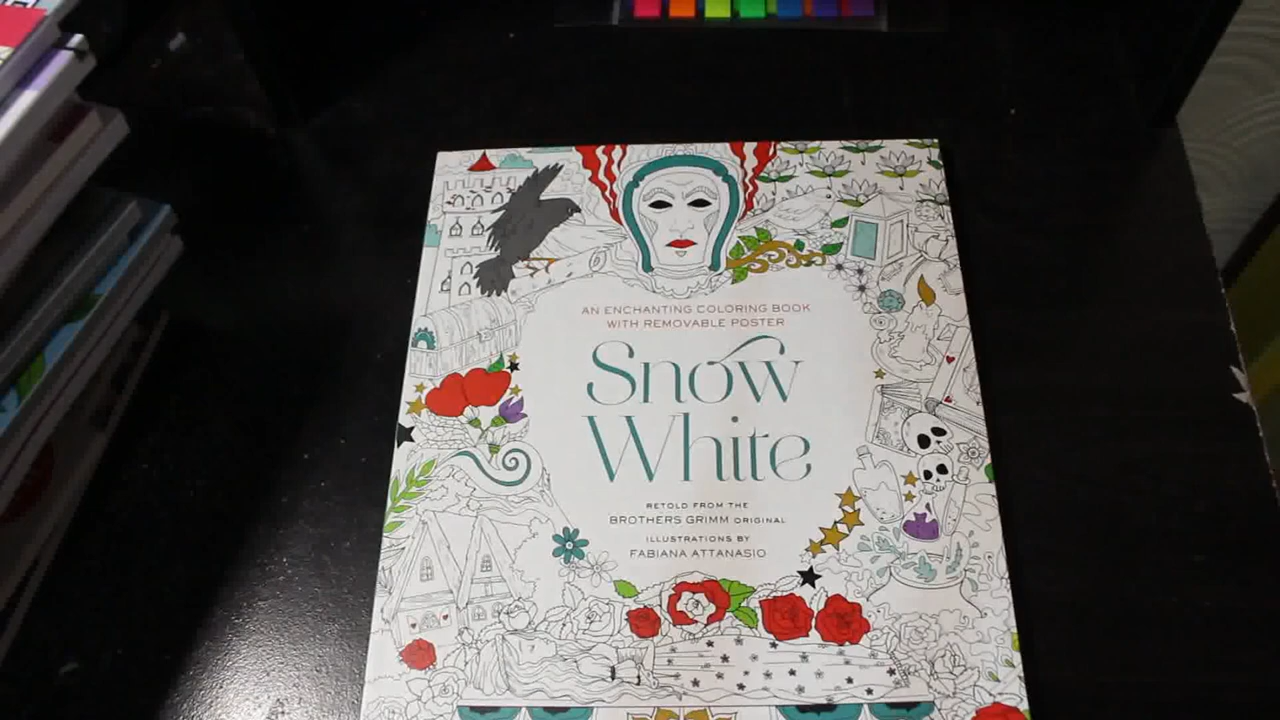 AN ENCHANTING COLORING BOOK
WITH REMOVABLE POSTER
Snow
White
RETOLD FROM THE
BROTHERS GRIMM ORIGINAL
ILLUSTRATIONS BY
FABIANA ATTANASIO